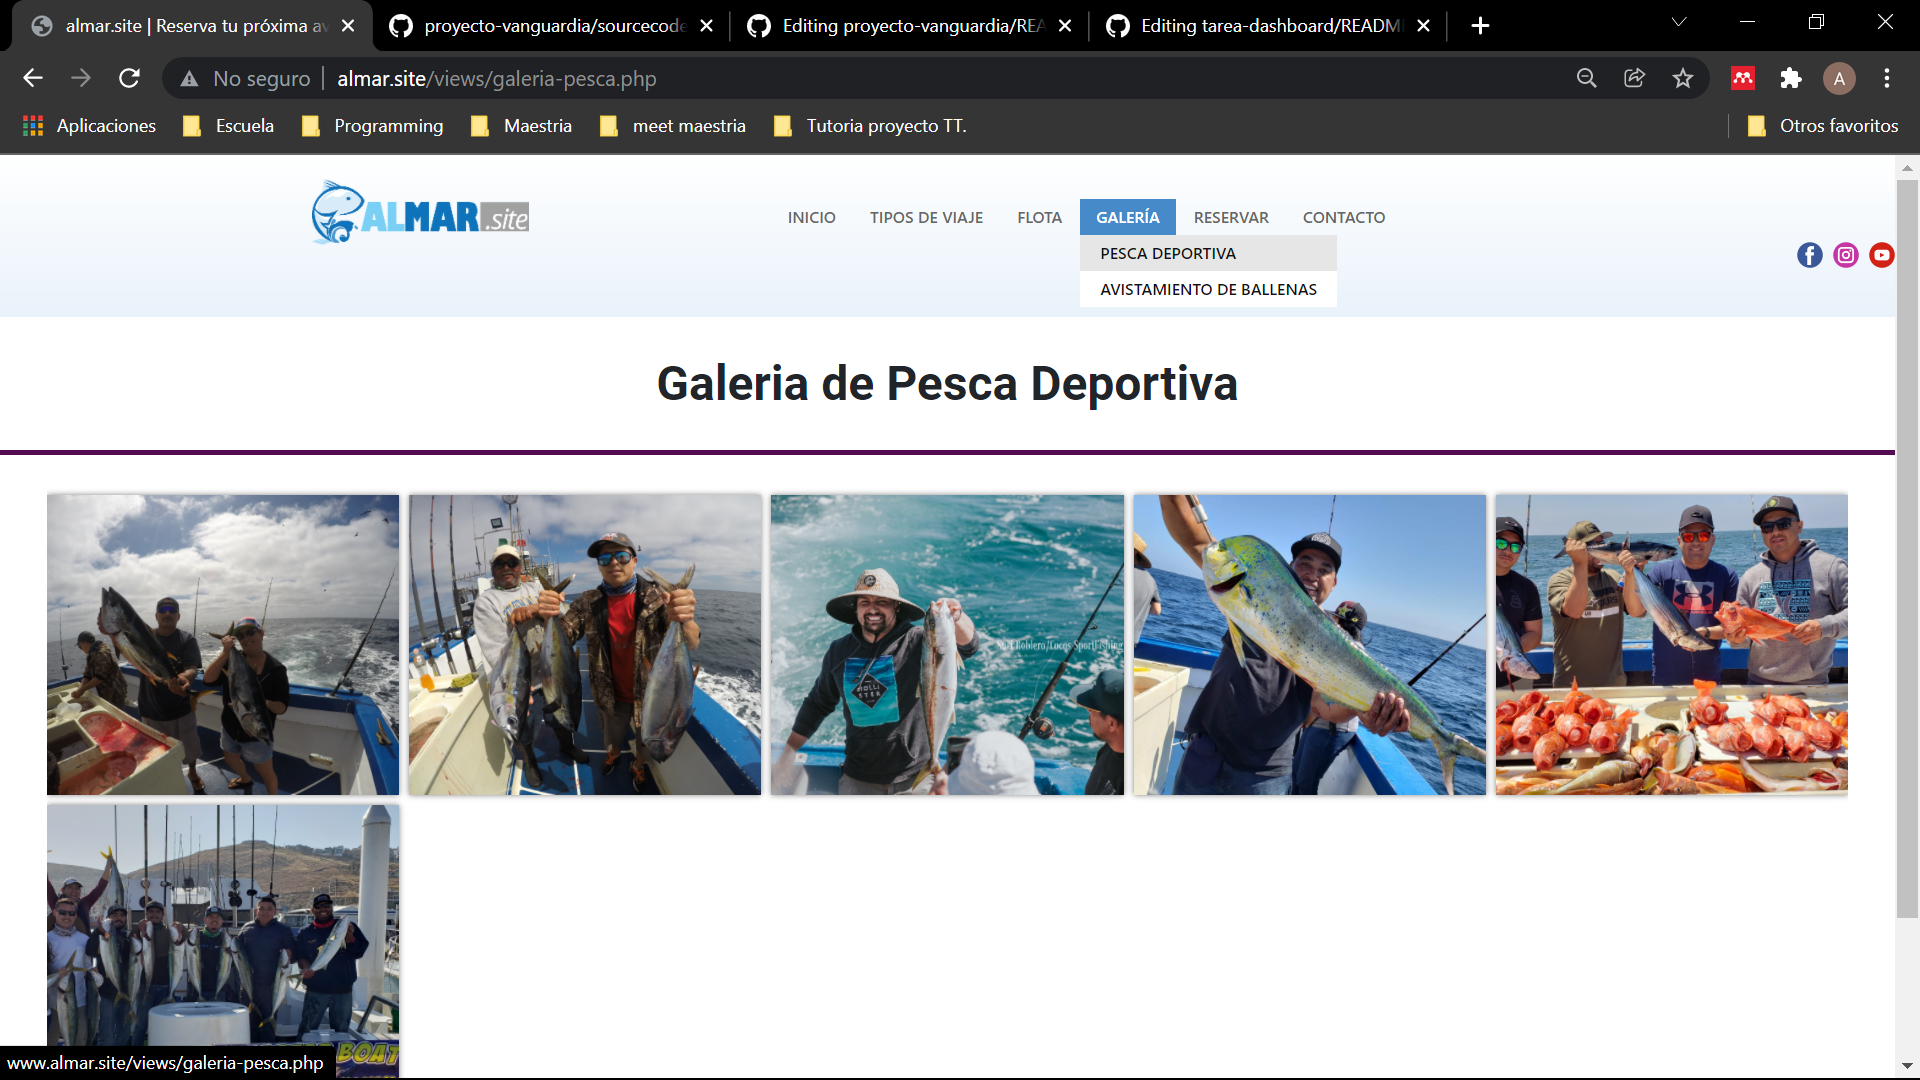 almar.site | Reserva tu próxima av
proyecto-vanguardia/sourcecode
Editing proyecto-vanguardia/REA
Editing tarea-dashboard/READM
No seguro
almar.site/views/galeria-pesca.php
A
Aplicaciones
Escuela
Programming
Maestria
meet maestria
Tutoria proyecto TT.
Otros favoritos
ALMAR.site
INICIO
TIPOS DE VIAJE
FLOTA
GALERÍA
RESERVAR
CONTACTO
PESCA DEPORTIVA
AVISTAMIENTO DE BALLENAS
Galeria de Pesca Deportiva
HOLLI
STER
BOAT
www.almar.site/views/galeria-pesca.php